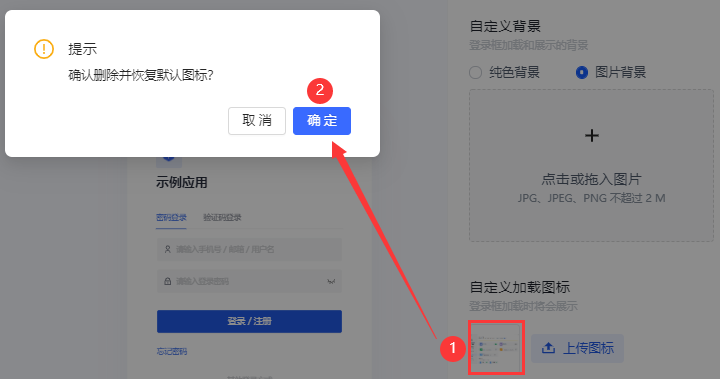 提示
确认删除并恢复默认图标?
2
取消
确定
示例应用
密码登录 验证码登录
请输入手机号 / 邮箱 / 用户名
请输入登录密码
登录 / 注册
忘记密码
自定义背景
登录框加载和展示的背景
纯色背景 图片背景
点击或拖入图片
JPG、JPEG、PNG 不超过 2 M
自定义加载图标
登录框加载时将会展示
1
上传图标